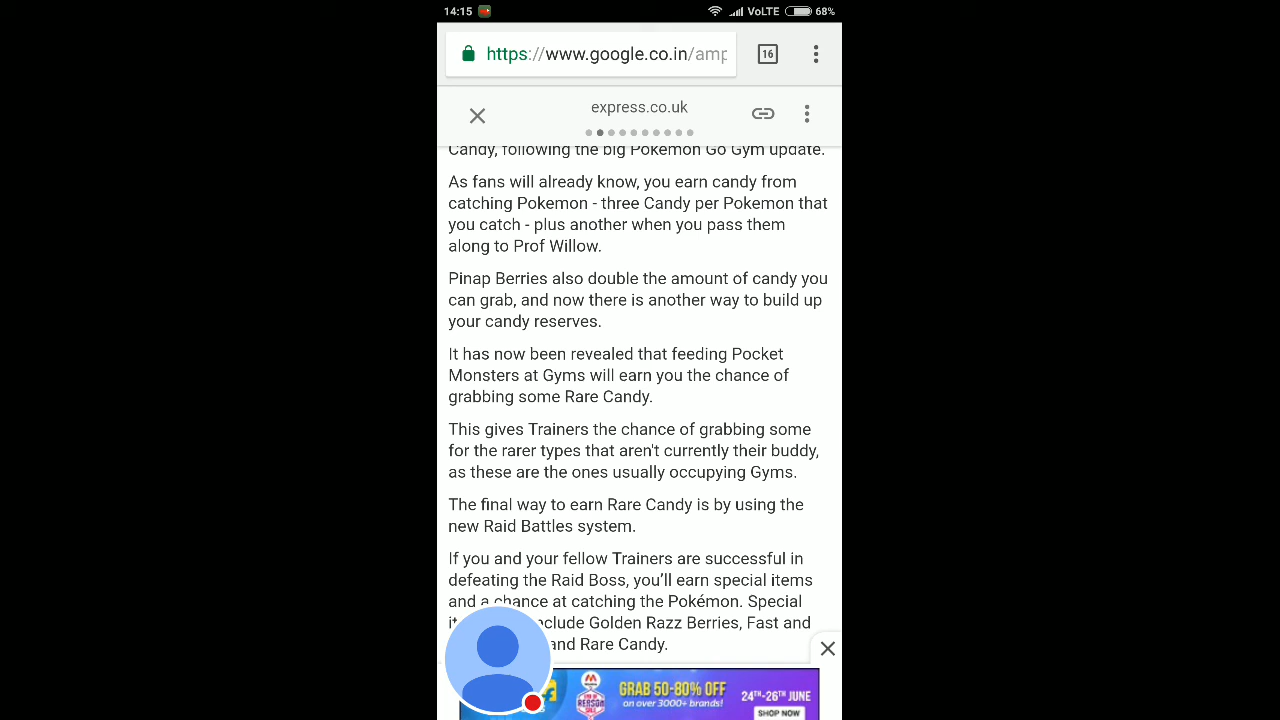 14:15
VoLTE
68%
https://www.google.co.in/amp
16
express.co.uk
Candy, following the big Pokemon Go Gym update.
As fans will already know, you earn candy from
catching Pokemon - three Candy per Pokemon that
you catch - plus another when you pass them
along to Prof Willow.
Pinap Berries also double the amount of candy you
can grab, and now there is another way to build up
your candy reserves.
It has now been revealed that feeding Pocket
Monsters at Gyms will earn you the chance of
grabbing some Rare Candy.
This gives Trainers the chance of grabbing some
for the rarer types that aren't currently their buddy,
as these are the ones usually occupying Gyms.
The final way to earn Rare Candy is by using the
new Raid Battles system.
If you and your fellow Trainers are successful in
defeating the Raid Boss, you’ll earn special items
and a chance at catching the Pokémon. Special
include Golden Razz Berries, Fast and
and Rare Candy.
GRAB 50-80% OFF
on over 3000+ brands!
REASON
24TH-26TH JUNE
SHOP NOW